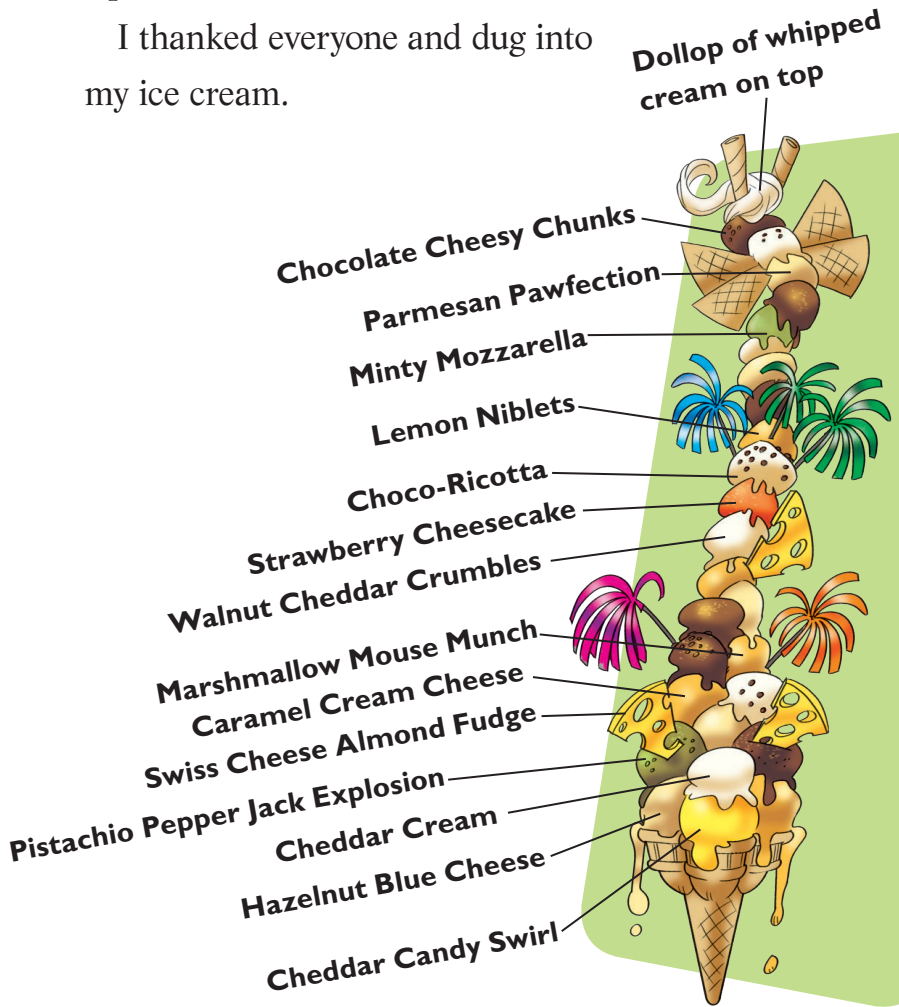 I thanked everyone and dug into
my ice cream.
Dollop of whipped
cream on top
Chocolate Cheesy Chunks
Parmesan Pawfection
Minty Mozzarella
Lemon Niblets
Choco-Ricotta
Strawberry Cheesecake
Walnut Cheddar Crumbles
Marshmallow Mouse Munch
Caramel Cream Cheese
Swiss Cheese Almond Fudge
Pistachio Pepper Jack Explosion
Cheddar Cream
Hazelnut Blue Cheese
Cheddar Candy Swirl